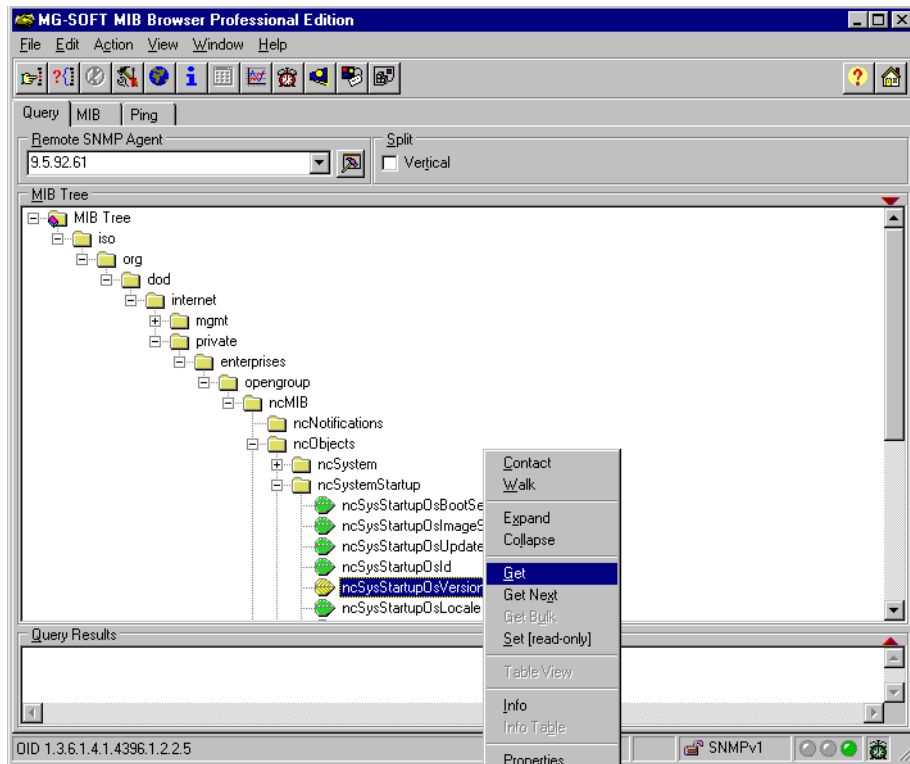 MG-SOFT MIB Browser Professional Edition
File Edit Action View Window Help
Query MIB Ping
Remote SNMP Agent
Split
9.5.92.61
Vertical
MIB Tree
MIB Tree
iso
org
dod
internet
mgmt
private
enterprises
opengroup
ncMIB
ncNotifications
ncObjects
ncSystem
ncSystemStartup
ncSysStartupOsBootSe
ncSysStartupOsImageS
ncSysStartupOsUpdate
ncSysStartupOsId
ncSysStartupOsVersion
ncSysStartupOsLocale
Contact
Walk
Expand
Collapse
Get
Get Next
Get Bulk
Set [read-only]
Table View
Info
Info Table
Properties
Query Results
OID 1.3.6.1.4.1.4396.1.2.2.5
SNMPv1